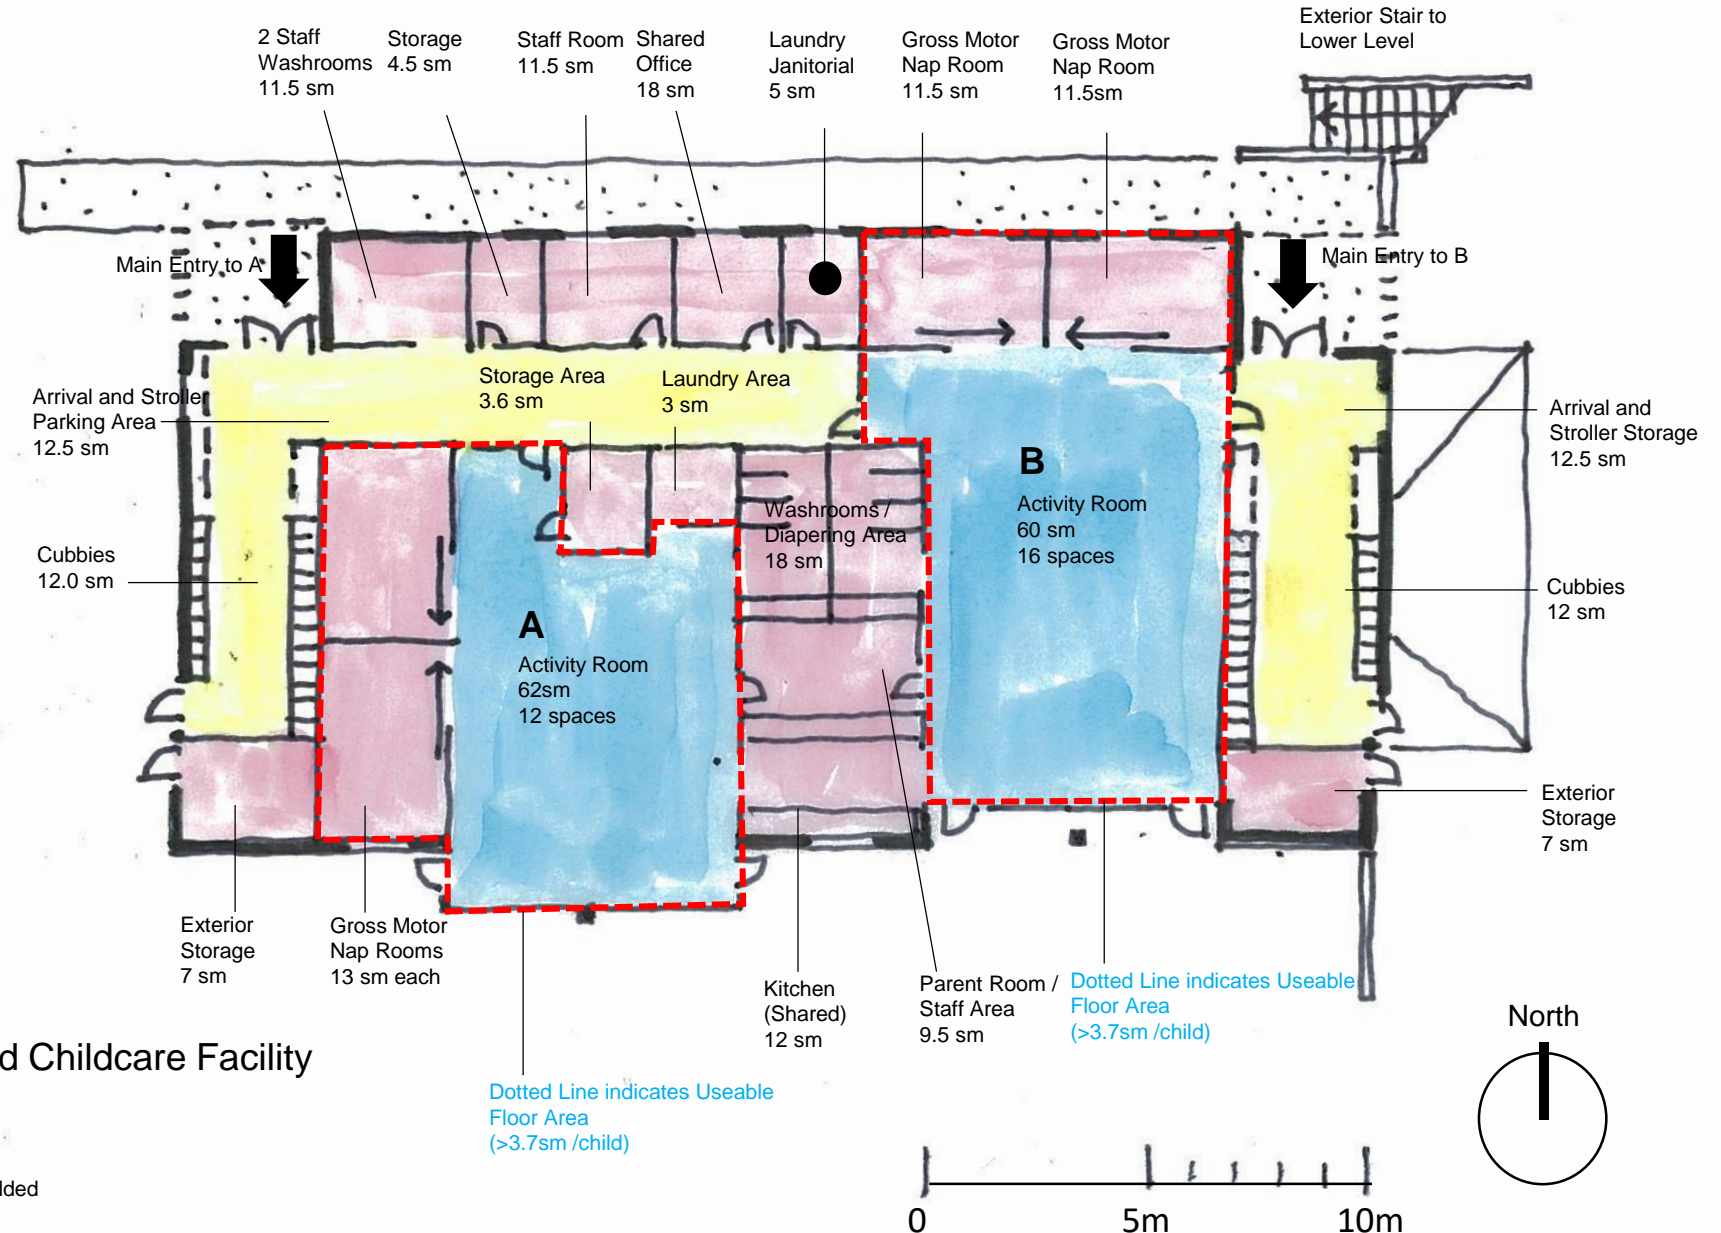 Exterior Stair to
Lower Level
2 Staff
Washrooms
11.5 sm
Storage
4.5 sm
Staff Room
11.5 sm
Shared
Office
18 sm
Laundry
Janitorial
5 sm
Gross Motor
Nap Room
11.5 sm
Gross Motor
Nap Room
11.5sm
Main Entry to A
Main Entry to B
Arrival and Stroller
Parking Area
12.5 sm
Storage Area
3.6 sm
Laundry Area
3 sm
Arrival and
Stroller Storage
12.5 sm
B
Activity Room
60 sm
16 spaces
Washrooms /
Diapering Area
18 sm
Cubbies
12.0 sm
Cubbies
12 sm
A
Activity Room
62sm
12 spaces
Exterior
Storage
7 sm
Exterior
Storage
7 sm
Gross Motor
Nap Rooms
13 sm each
Kitchen
(Shared)
12 sm
Parent Room /
Staff Area
9.5 sm
Dotted Line indicates Useable
Floor Area
(>3.7sm /child)
Dotted Line indicates Useable
Floor Area
(>3.7sm /child)
North
d Childcare Facility
lded
0
5m
10m